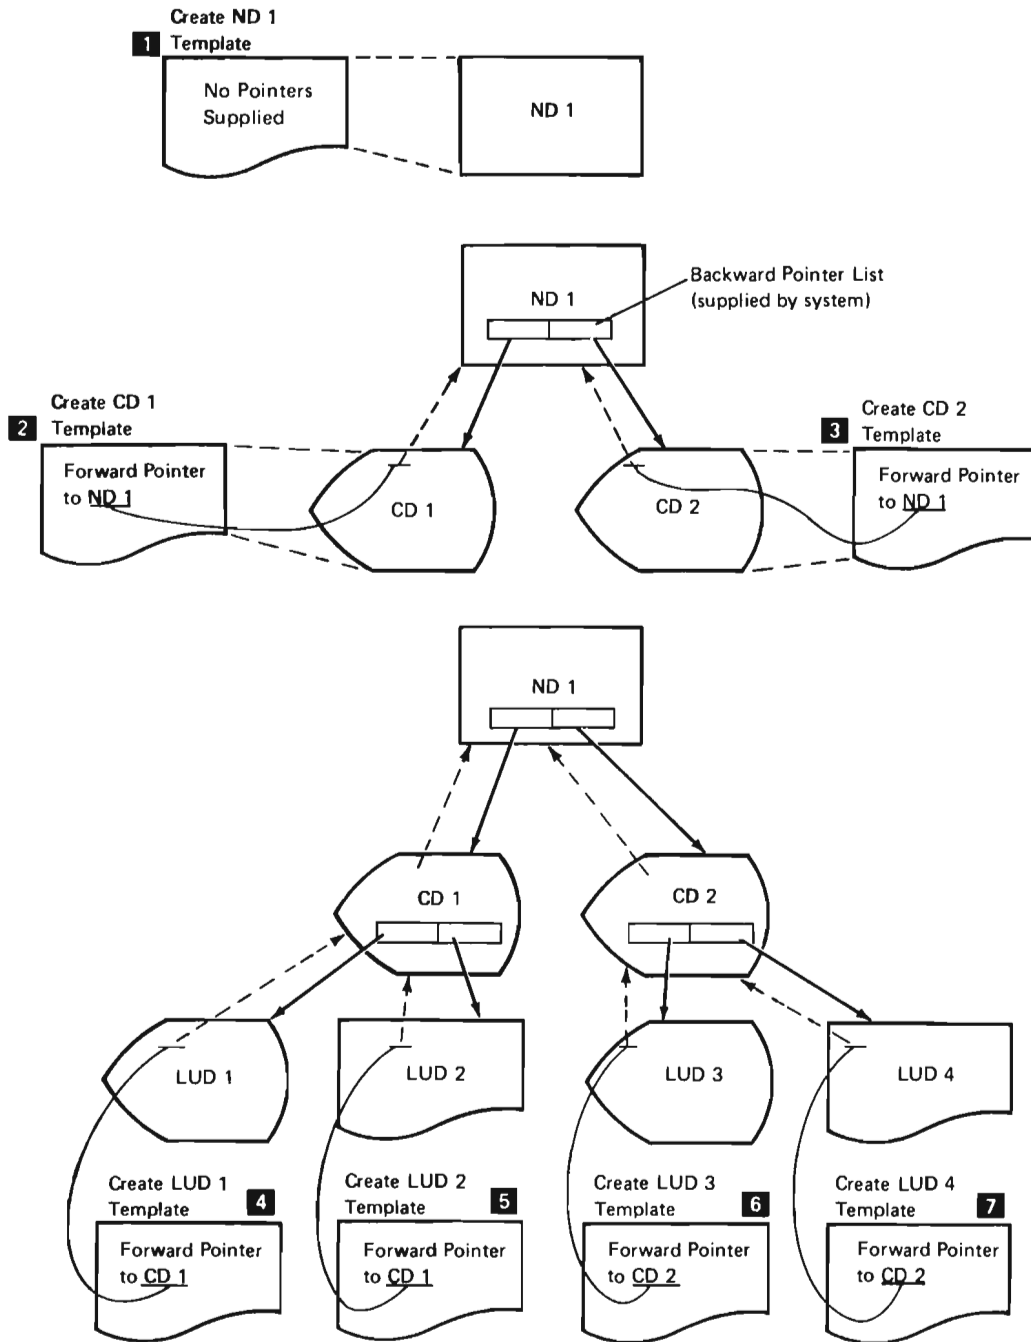 Create ND 1
1 Template
No Pointers
Supplied
ND 1
ND 1
Backward Pointer List
(supplied by system)
Create CD 1
2 Template
Forward Pointer
to ND 1
CD 1
CD 2
Create CD 2
3 Template
Forward Pointer
to ND 1
ND 1
CD 1
CD 2
LUD 1
LUD 2
LUD 3
LUD 4
Create LUD 1
Template 4
Forward Pointer
to CD 1
Create LUD 2
Template 5
Forward Pointer
to CD 1
Create LUD 3
Template 6
Forward Pointer
to CD 2
Create LUD 4
Template 7
Forward Pointer
to CD 2